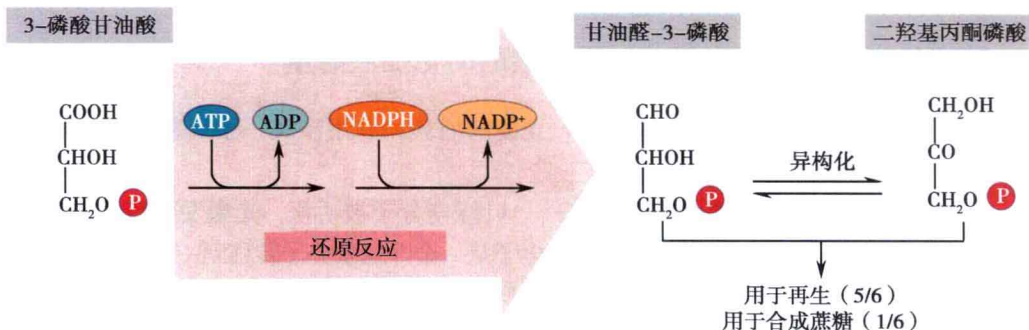 3-磷酸甘油酸
甘油醛-3-磷酸
二羟基丙酮磷酸
ATP
ADP
NADPH
NADP⁺
COOH
CHOH
CH₂O P
还原反应
CHO
CHOH
CH₂O P
异构化
CH₂OH
CO
CH₂O P
用于再生（5/6）
用于合成蔗糖（1/6）